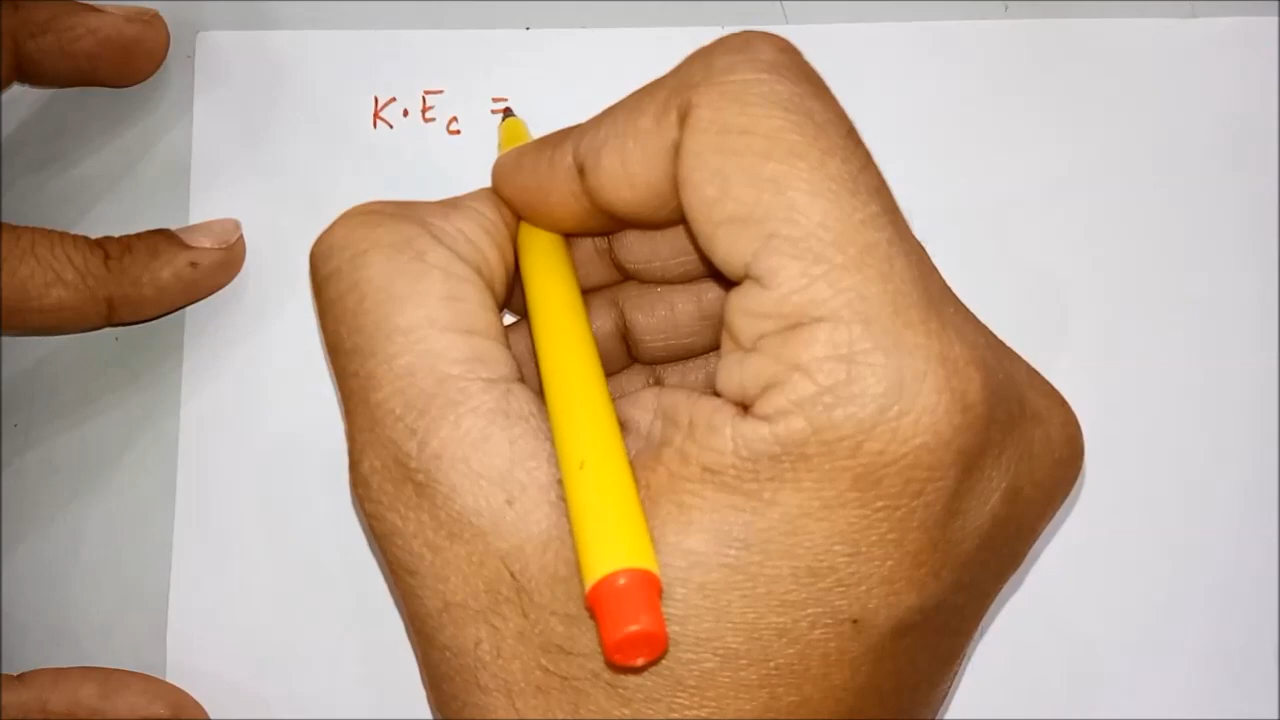 K.E_c =